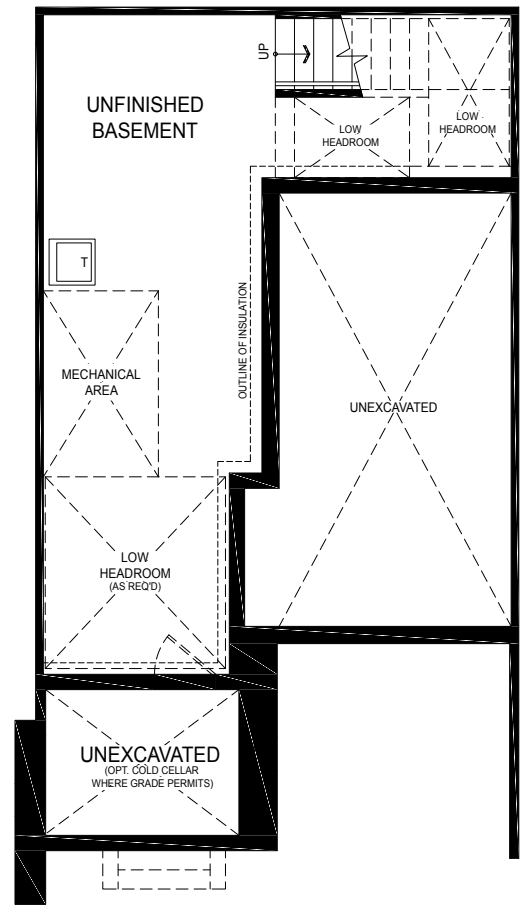 UP
UNFINISHED
BASEMENT
LOW
HEADROOM
LOW
HEADROOM
T
OUTLINE OF INSULATION
MECHANICAL
AREA
UNEXCAVATED
LOW
HEADROOM
(AS REQ'D)
UNEXCAVATED
(OPT. COLD CELLAR
WHERE GRADE PERMITS)